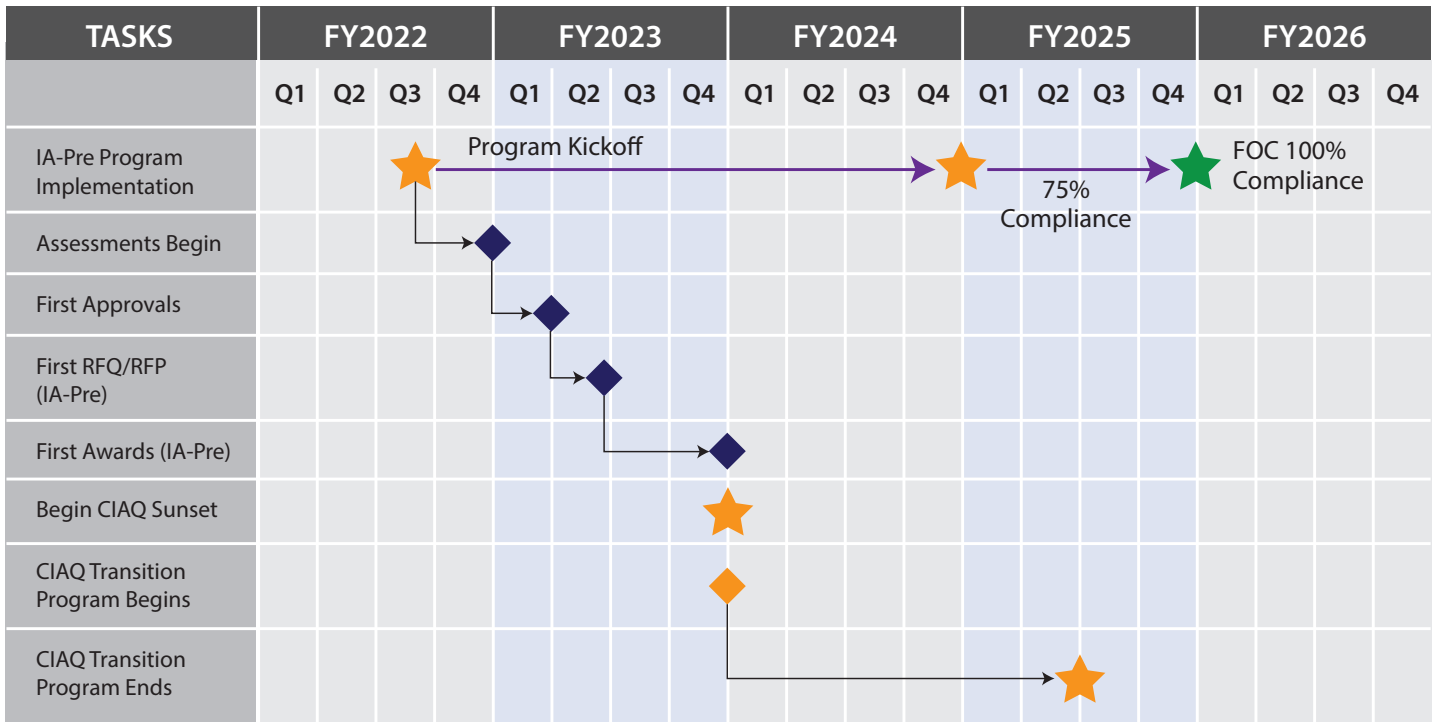 TASKS FY2022 FY2023 FY2024 FY2025 FY2026
Q1 Q2 Q3 Q4 Q1 Q2 Q3 Q4 Q1 Q2 Q3 Q4 Q1 Q2 Q3 Q4 Q1 Q2 Q3 Q4
IA-Pre Program
Implementation
Program Kickoff
75%
Compliance
FOC 100%
Compliance
Assessments Begin
First Approvals
First RFQ/RFP
(IA-Pre)
First Awards (IA-Pre)
Begin CIAQ Sunset
CIAQ Transition
Program Begins
CIAQ Transition
Program Ends